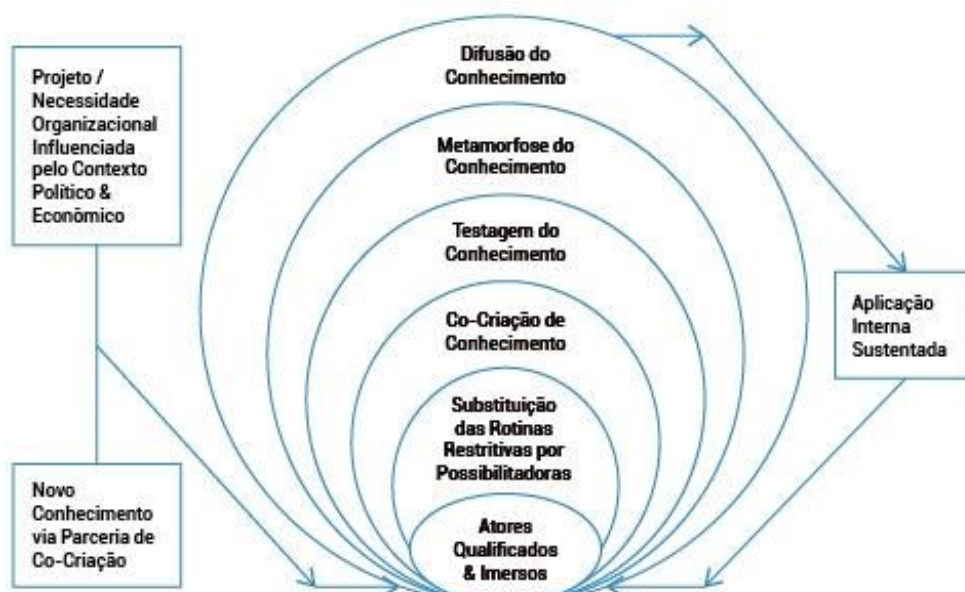 Projeto /
Necessidade
Organizacional
Influenciada
pelo Contexto
Político &
Econômico
Novo
Conhecimento
via Parceria de
Co-Criação
Difusão do
Conhecimento
Metamorfose do
Conhecimento
Testagem do
Conhecimento
Co-Criação de
Conhecimento
Substituição
das Rotinas
Restritivas por
Possibilitadoras
Atores
Qualificados
& Imersos
Aplicação
Interna
Sustentada